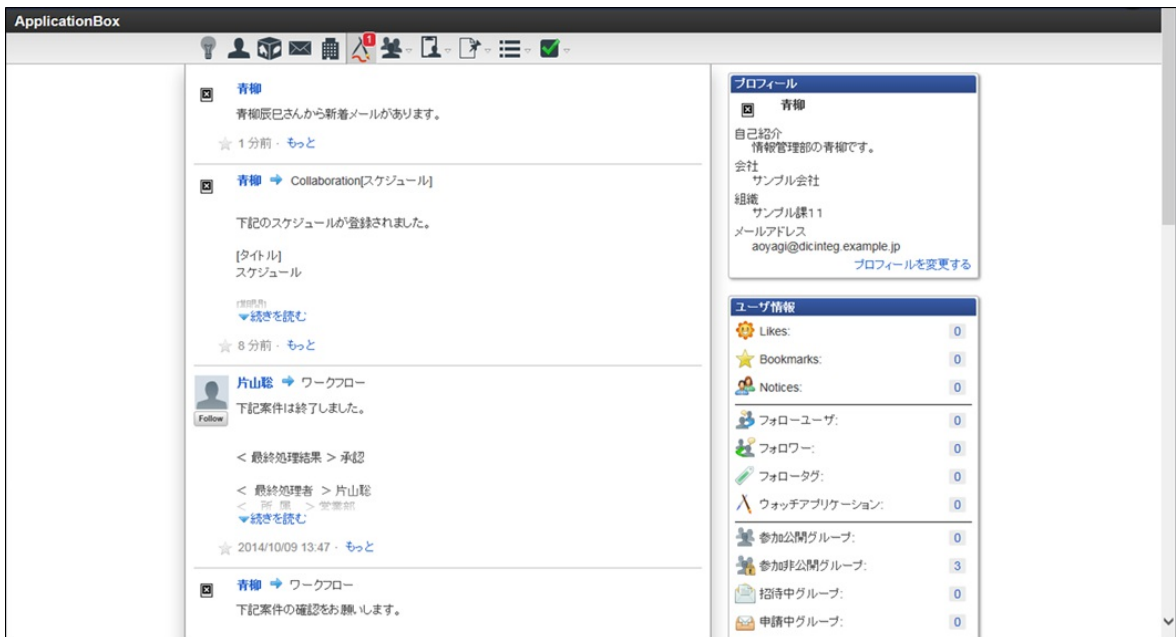 ApplicationBox
1
青柳
青柳辰巳さんから新着メールがあります。
1 分前 · もっと
青柳 Collaboration[スケジュール]
下記のスケジュールが登録されました。
[タイトル]
スケジュール
[期間]
続きを読む
8 分前 · もっと
片山聡 ワークフロー
Follow
下記案件は終了しました。
< 最終処理結果 > 承認
< 最終処理者 > 片山聡
< 所 属 > 営業部
続きを読む
2014/10/09 13:47 · もっと
青柳 ワークフロー
下記案件の確認をお願いします。
プロフィール
青柳
自己紹介
情報管理部の青柳です。
会社
サンプル会社
組織
サンプル課11
メールアドレス
aoyagi@dicinteg.example.jp
プロフィールを変更する
ユーザ情報
Likes: 0
Bookmarks: 0
Notices: 0
フォローユーザ: 0
フォロワー: 0
フォロータグ: 0
ウォッチアプリケーション: 0
参加公開グループ: 0
参加非公開グループ: 3
招待中グループ: 0
申請中グループ: 0